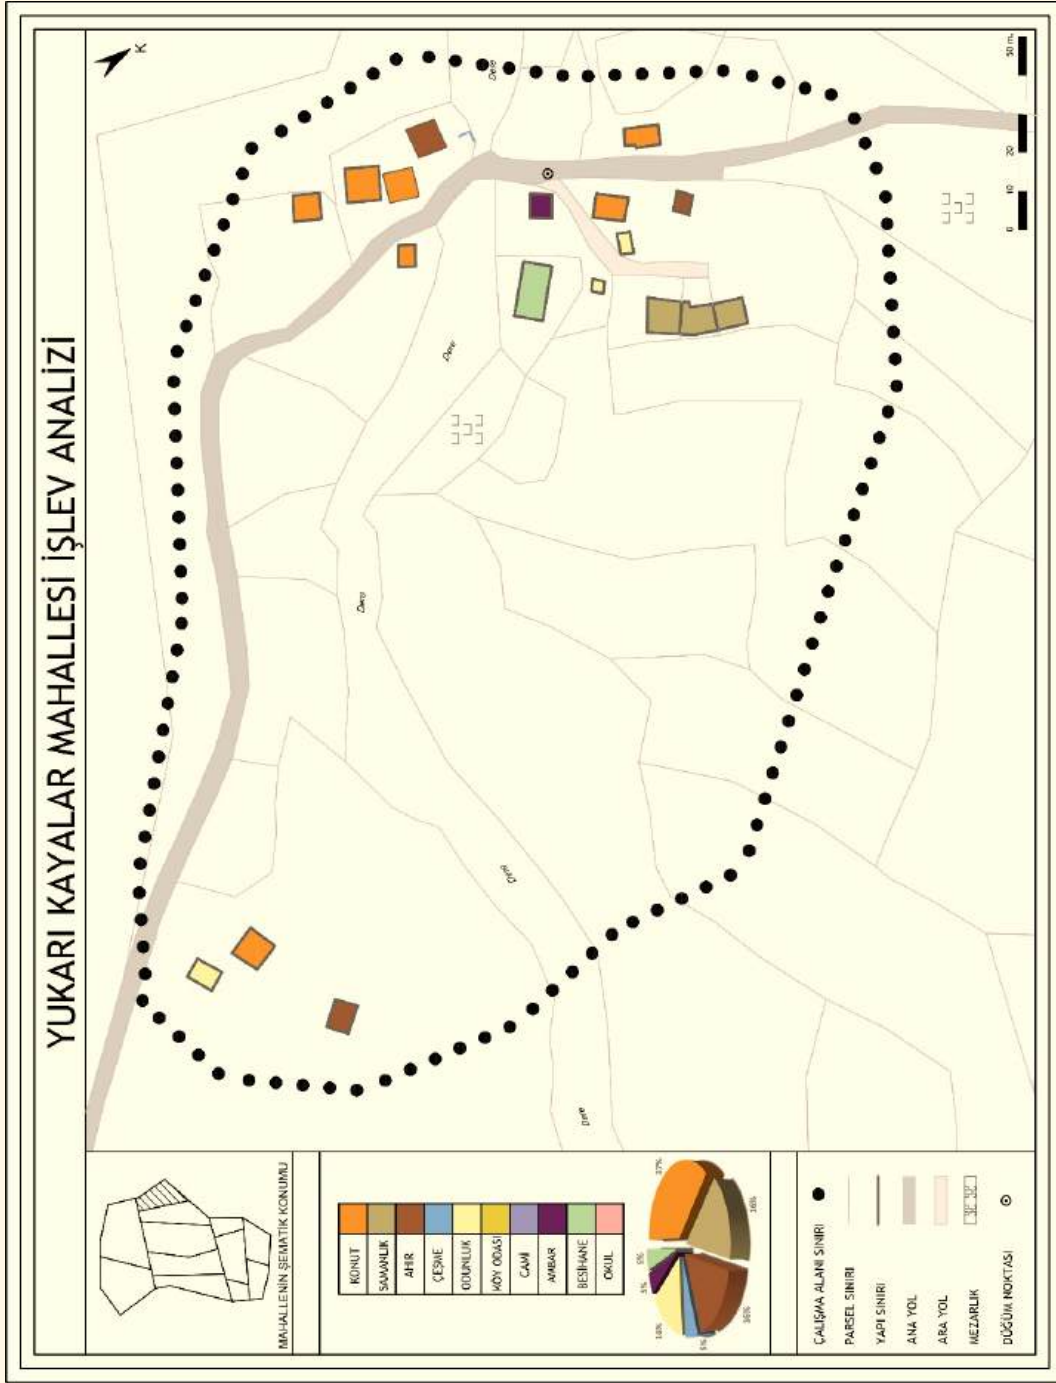 YUKARI KAYALAR MAHALLESİ İŞLEV ANALİZİ
K
Dere
Dere
Dere
Dere
Dere
0 10 20 50 m.
MAHALLENİN ŞEMATİK KONUMU
KONUT
SAMANLIK
AHIR
ÇEŞME
ODUNLUK
KÖY ODASI
CAMİ
AMBAR
BESİHANE
OKUL
37%
16%
16%
5%
16%
5%
5%
ÇALIŞMA ALANI SINIRI
PARSEL SINIRI
YAPI SINIRI
ANA YOL
ARA YOL
MEZARLIK
DÜĞÜM NOKTASI